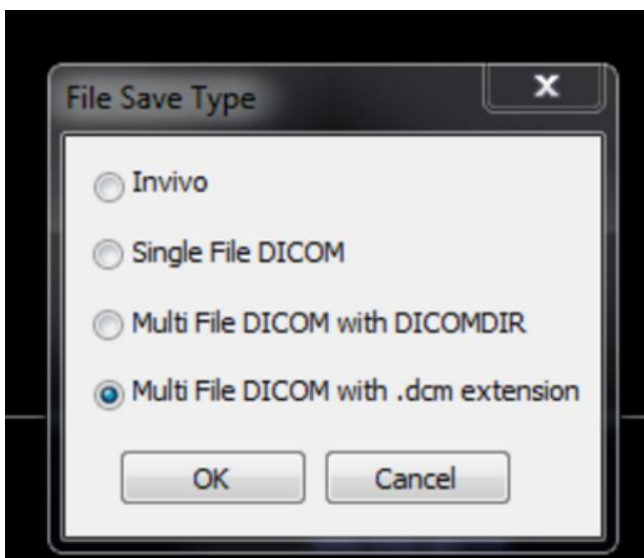 File Save Type
X
Invivo
Single File DICOM
Multi File DICOM with DICOMDIR
Multi File DICOM with .dcm extension
OK Cancel